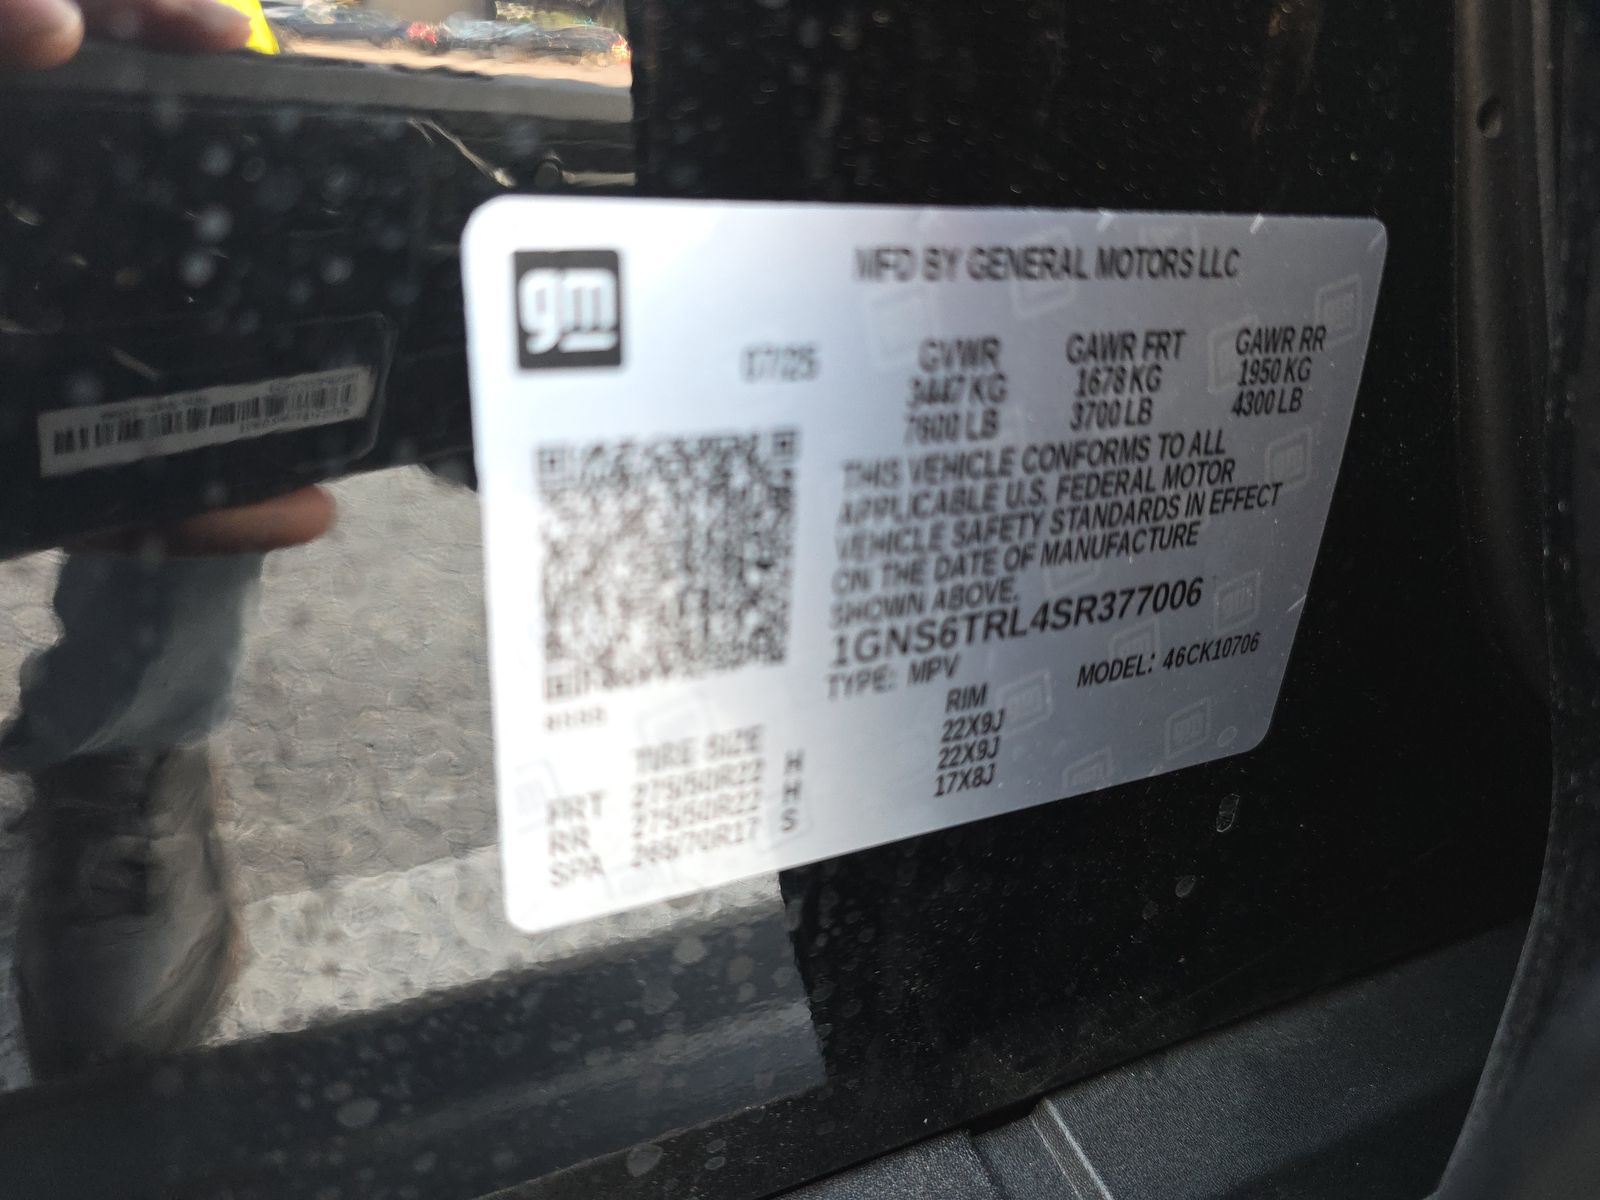 gm
MFD BY GENERAL MOTORS LLC
07/25
GVWR GAWR FRT GAWR RR
3447 KG 1678 KG 1950 KG
7600 LB 3700 LB 4300 LB
THIS VEHICLE CONFORMS TO ALL
APPLICABLE U.S. FEDERAL MOTOR
VEHICLE SAFETY STANDARDS IN EFFECT
ON THE DATE OF MANUFACTURE
SHOWN ABOVE.
1GNS6TRL4SR377006
TYPE: MPV MODEL: 46CK10706
TIRE SIZE RIM
FRT 275/50R22 H 22X9J
RR 275/50R22 H 22X9J
SPA 265/70R17 S 17X8J